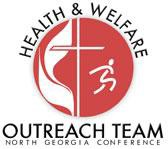 HEALTH & WELFARE
OUTREACH TEAM
NORTH GEORGIA CONFERENCE